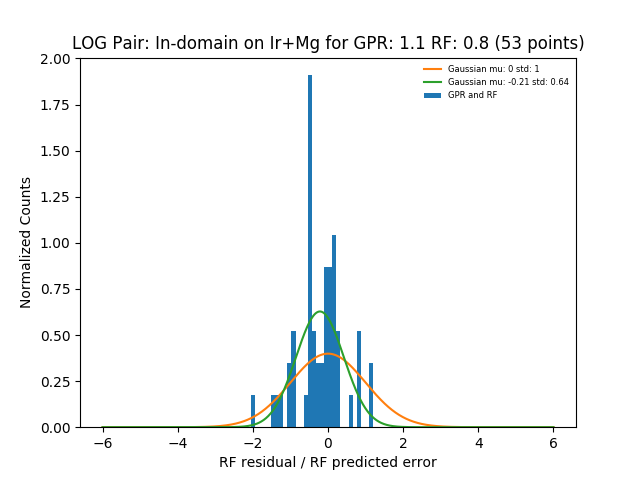 LOG Pair: In-domain on Ir+Mg for GPR: 1.1 RF: 0.8 (53 points)
Gaussian mu: 0 std: 1
Gaussian mu: -0.21 std: 0.64
GPR and RF
Normalized Counts
2.00
1.75
1.50
1.25
1.00
0.75
0.50
0.25
0.00
−6 −4 −2 0 2 4 6
RF residual / RF predicted error